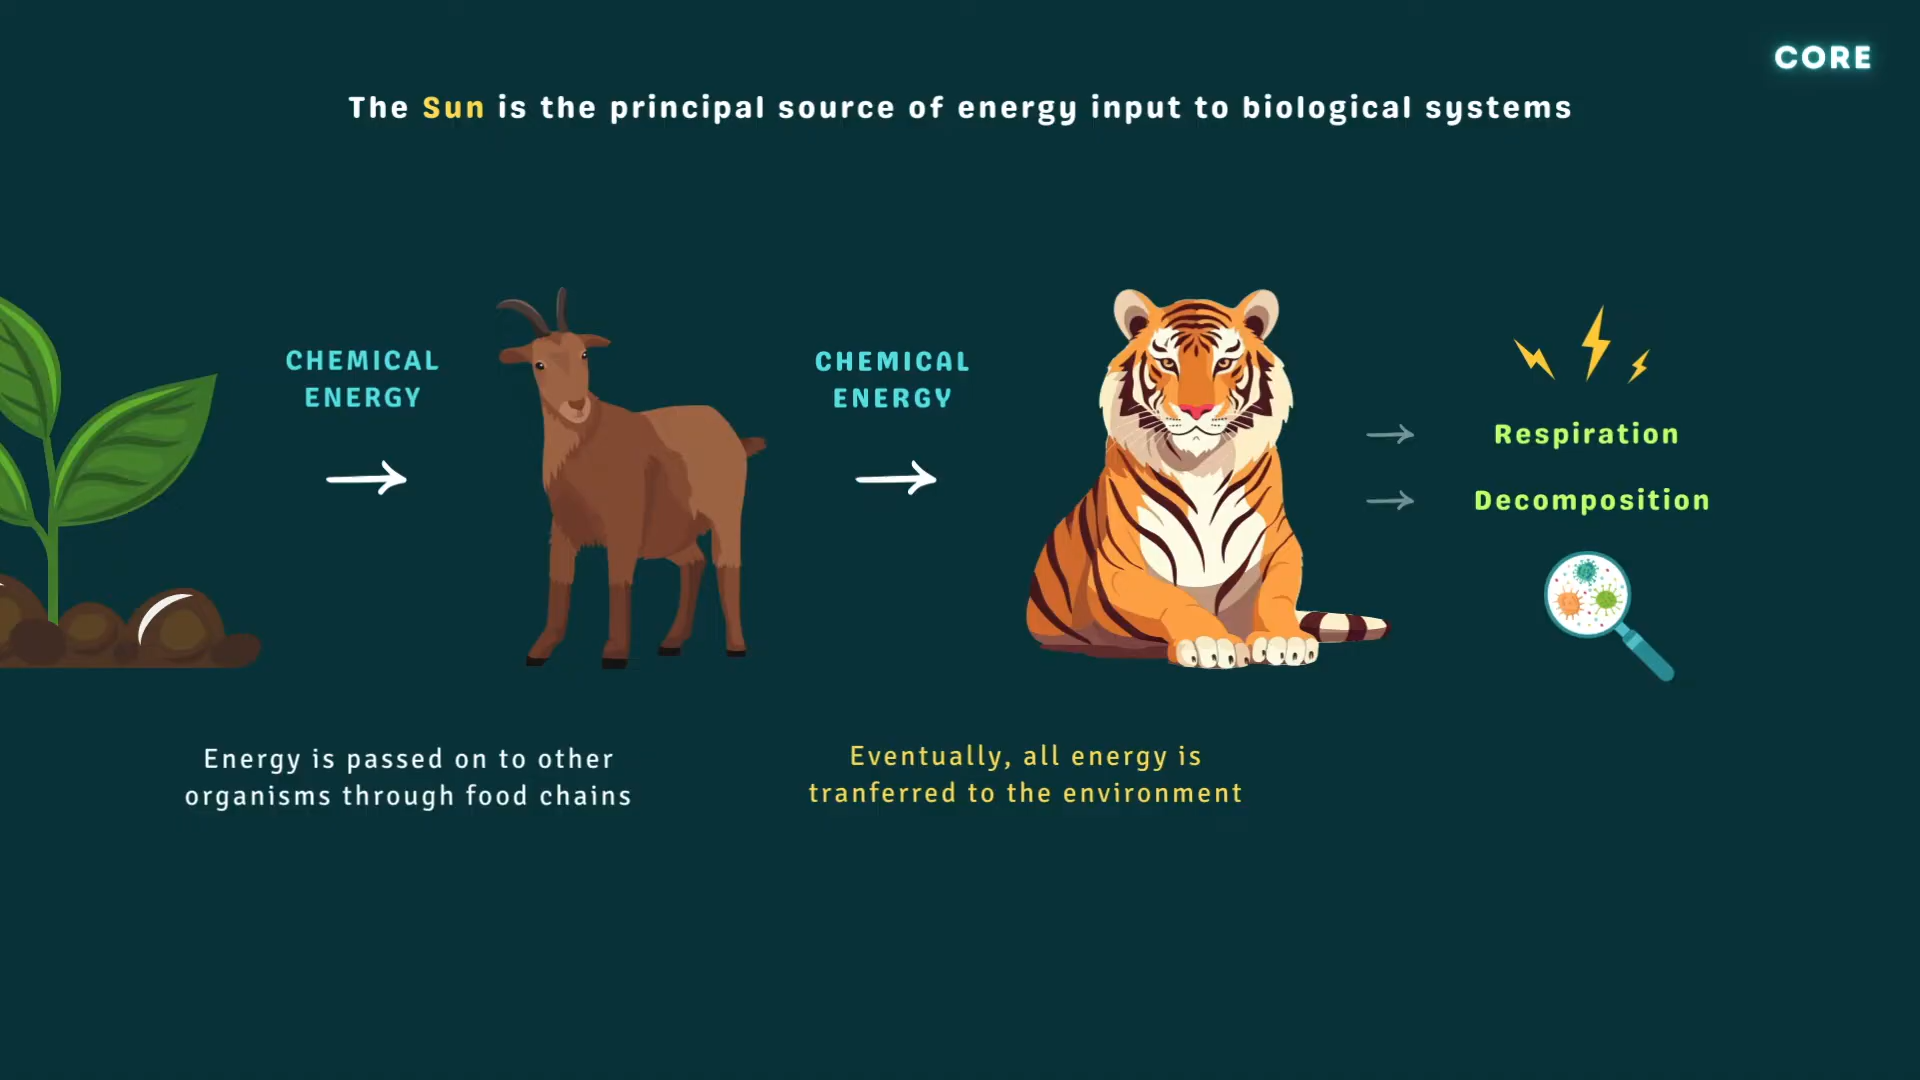 CORE
The Sun is the principal source of energy input to biological systems
CHEMICAL
ENERGY
CHEMICAL
ENERGY
Respiration
Decomposition
Energy is passed on to other
organisms through food chains
Eventually, all energy is
tranferred to the environment